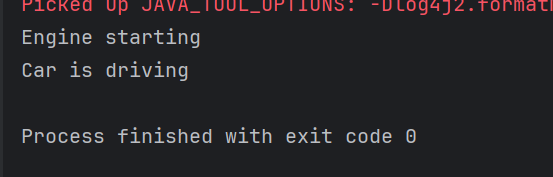 Picked Up JAVA_TOOL_OPTIONS: -Dlog4j2.format
Engine starting
Car is driving
Process finished with exit code 0